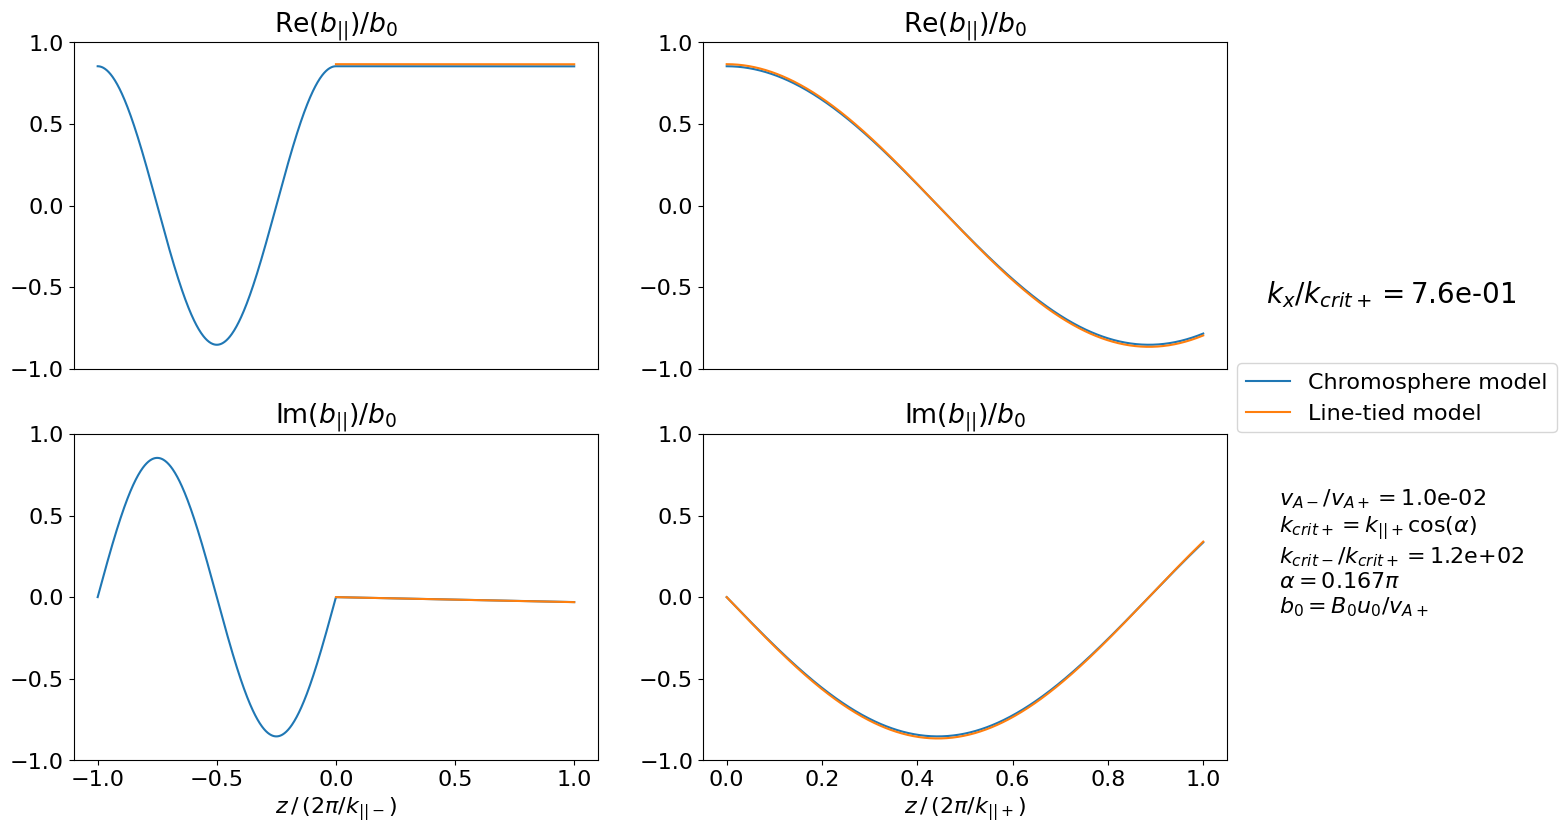 Re(b_{||})/b_0
Re(b_{||})/b_0
1.0
0.5
0.0
−0.5
−1.0
1.0
0.5
0.0
−0.5
−1.0
k_x/k_{crit+} = 7.6e-01
Chromosphere model
Line-tied model
Im(b_{||})/b_0
Im(b_{||})/b_0
1.0
0.5
0.0
−0.5
−1.0
1.0
0.5
0.0
−0.5
−1.0
−1.0 −0.5 0.0 0.5 1.0
0.0 0.2 0.4 0.6 0.8 1.0
z / (2π/k_{||−})
z / (2π/k_{||+})
v_{A−}/v_{A+} = 1.0e-02
k_{crit+} = k_{||+} cos(α)
k_{crit−}/k_{crit+} = 1.2e+02
α = 0.167π
b_0 = B_0u_0/v_{A+}